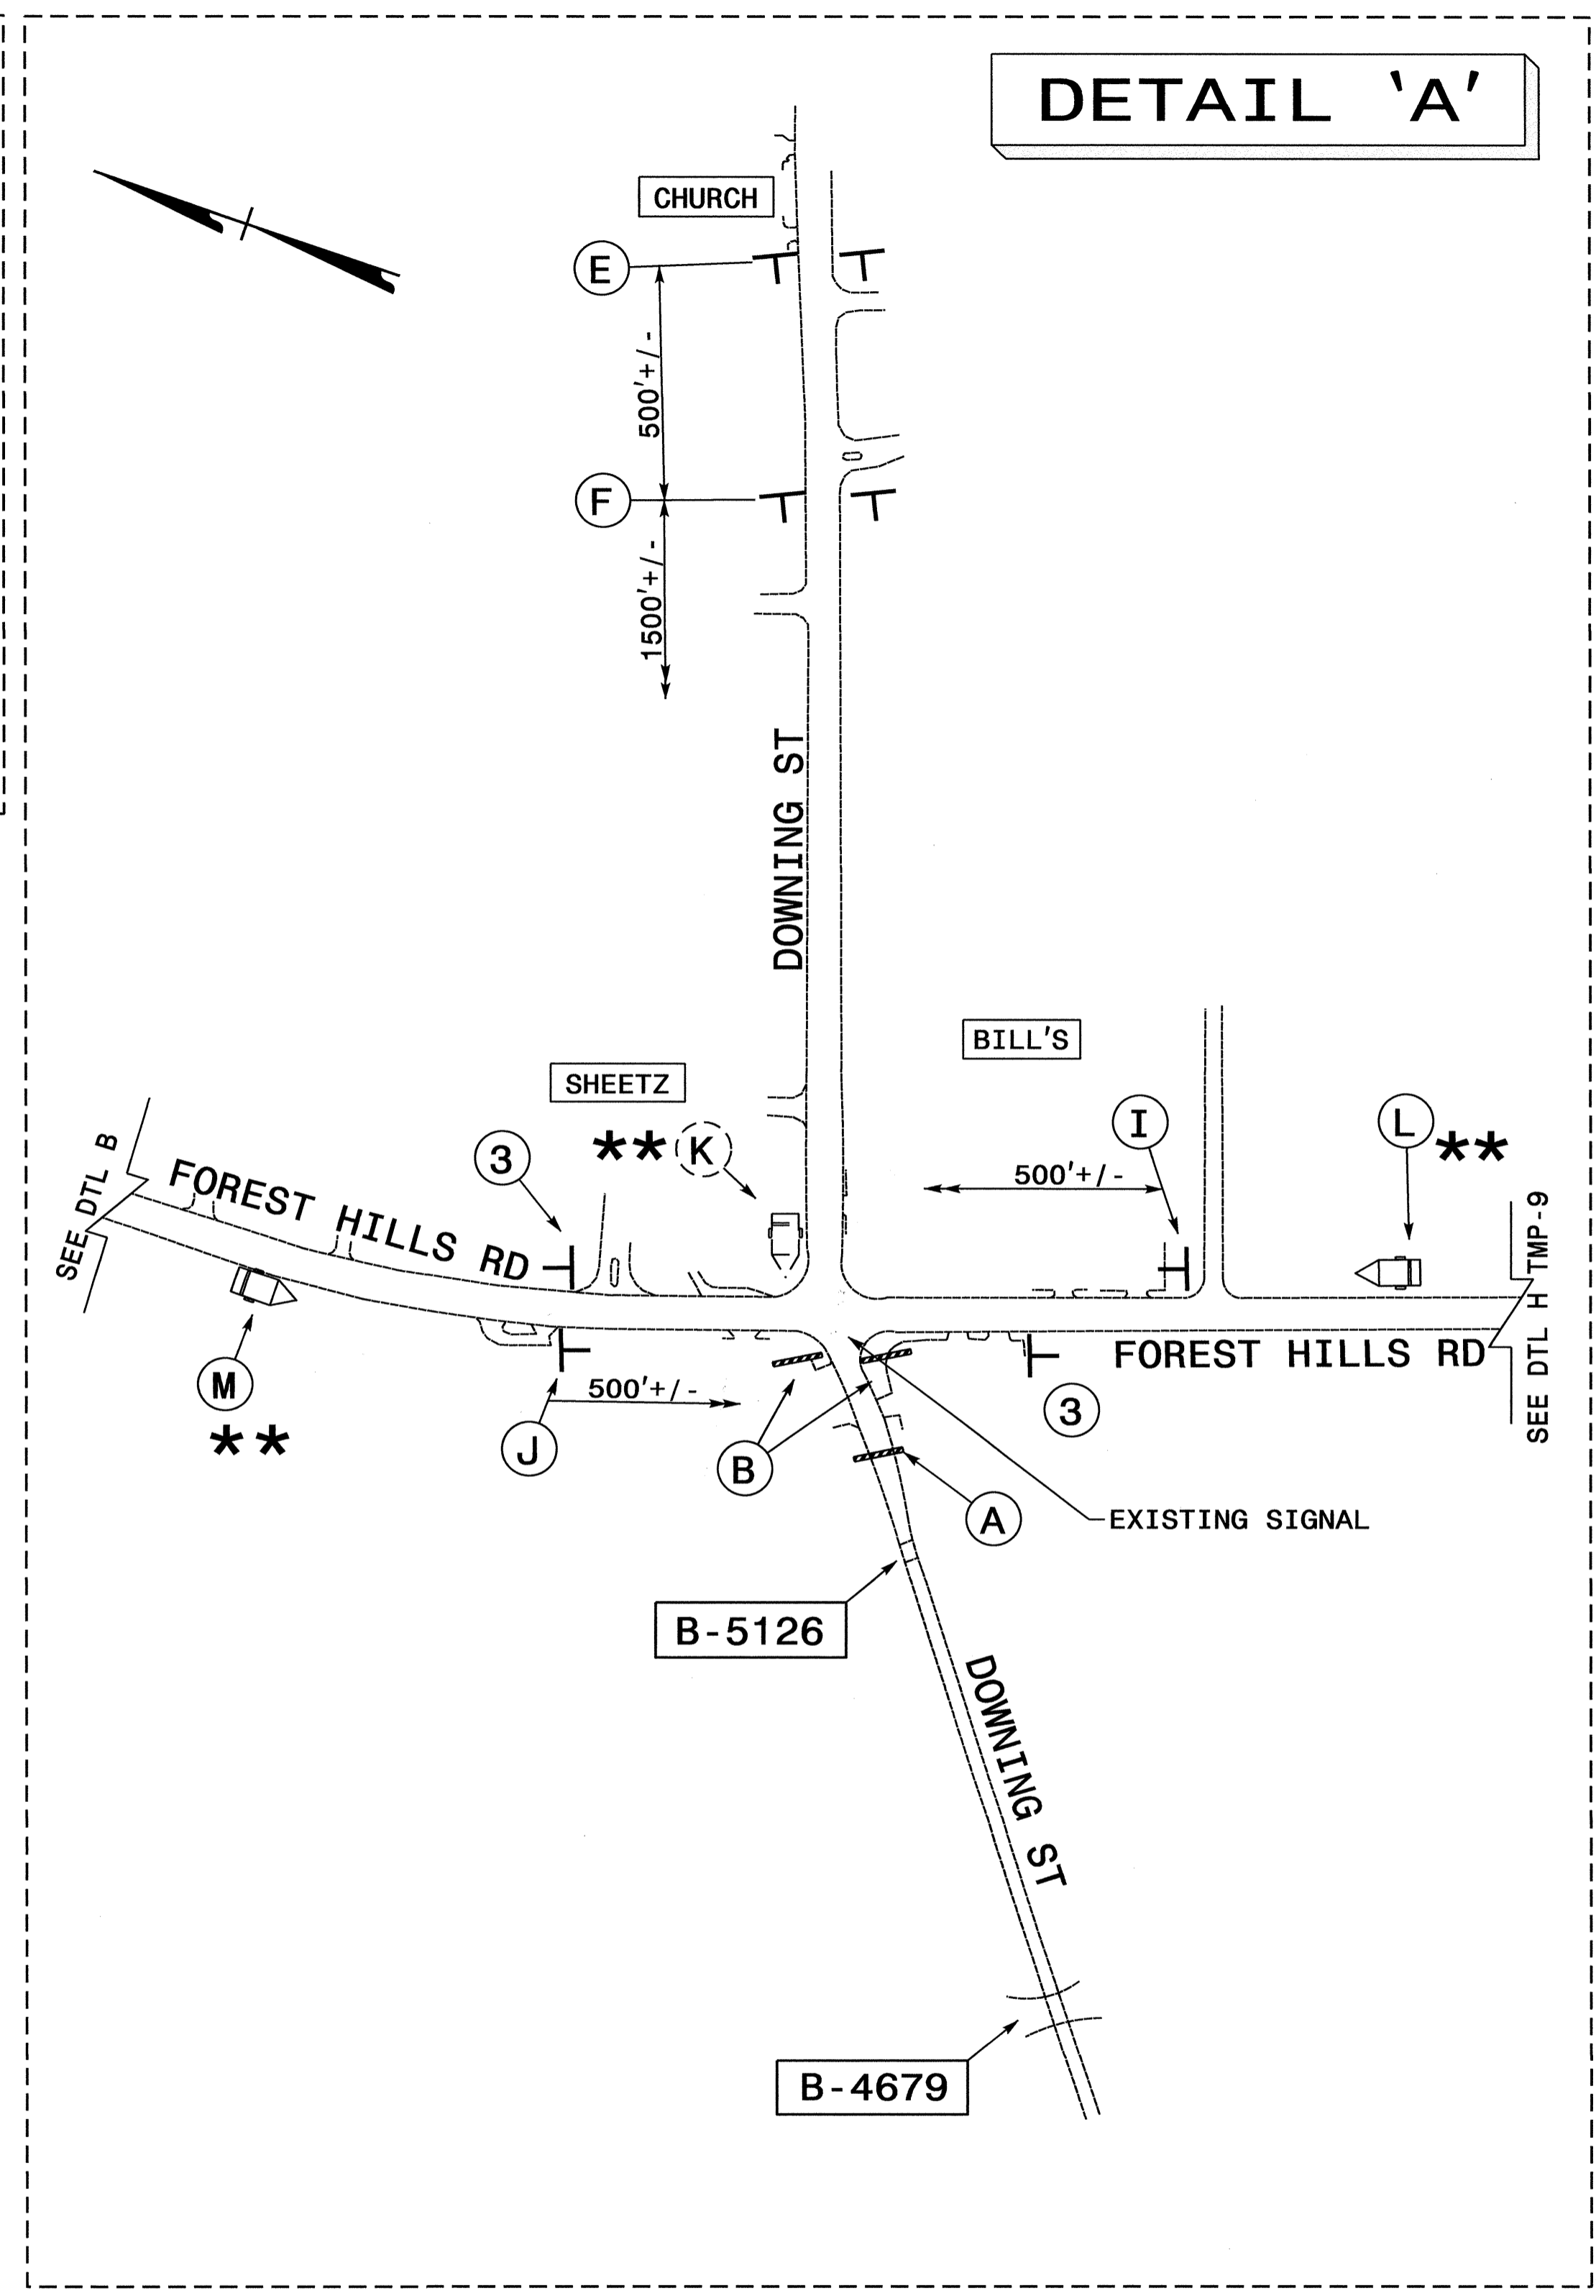 DETAIL 'A'
CHURCH
E
500'+/-
F
1500'+/-
DOWNING ST
BILL'S
SHEETZ
I
L
**
3
**
K
500'+/-
SEE DTL B
FOREST HILLS RD
SEE DTL H TMP-9
M
**
500'+/-
J
B
FOREST HILLS RD
3
A
EXISTING SIGNAL
B-5126
DOWNING ST
B-4679